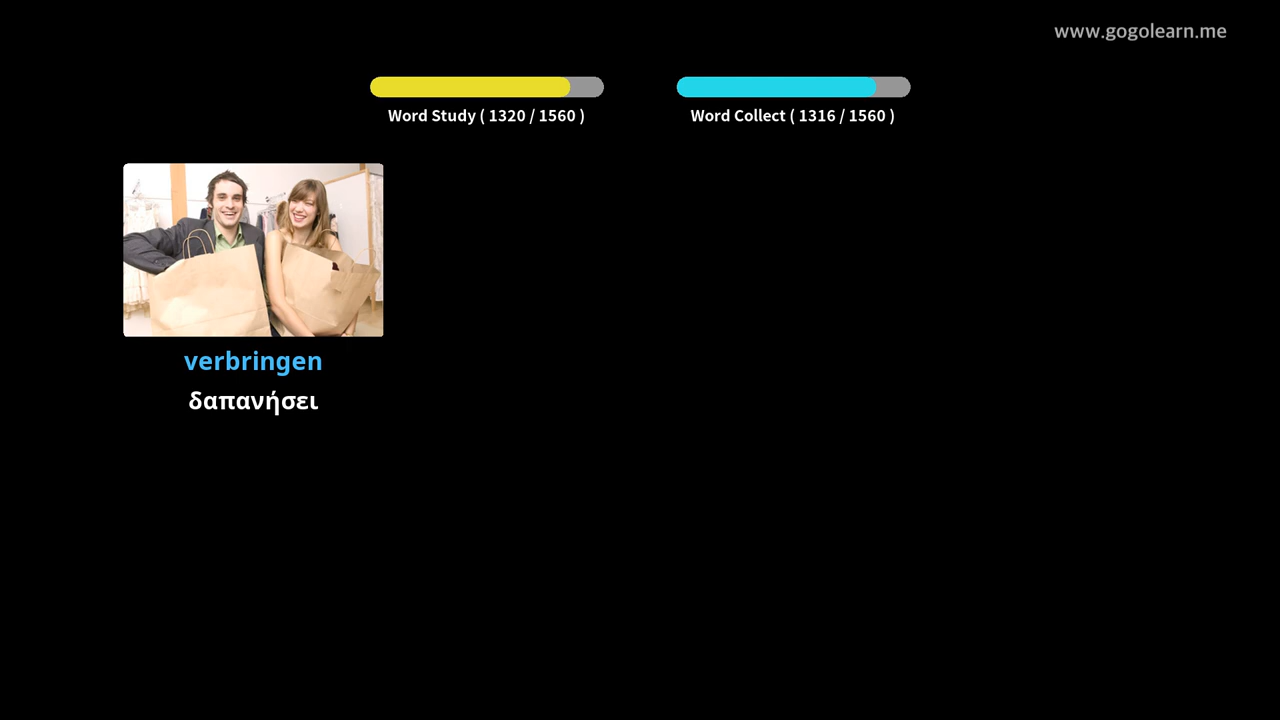 www.gogolearn.me
Word Study ( 1320 / 1560 )
Word Collect ( 1316 / 1560 )
verbringen
δαπανήσει